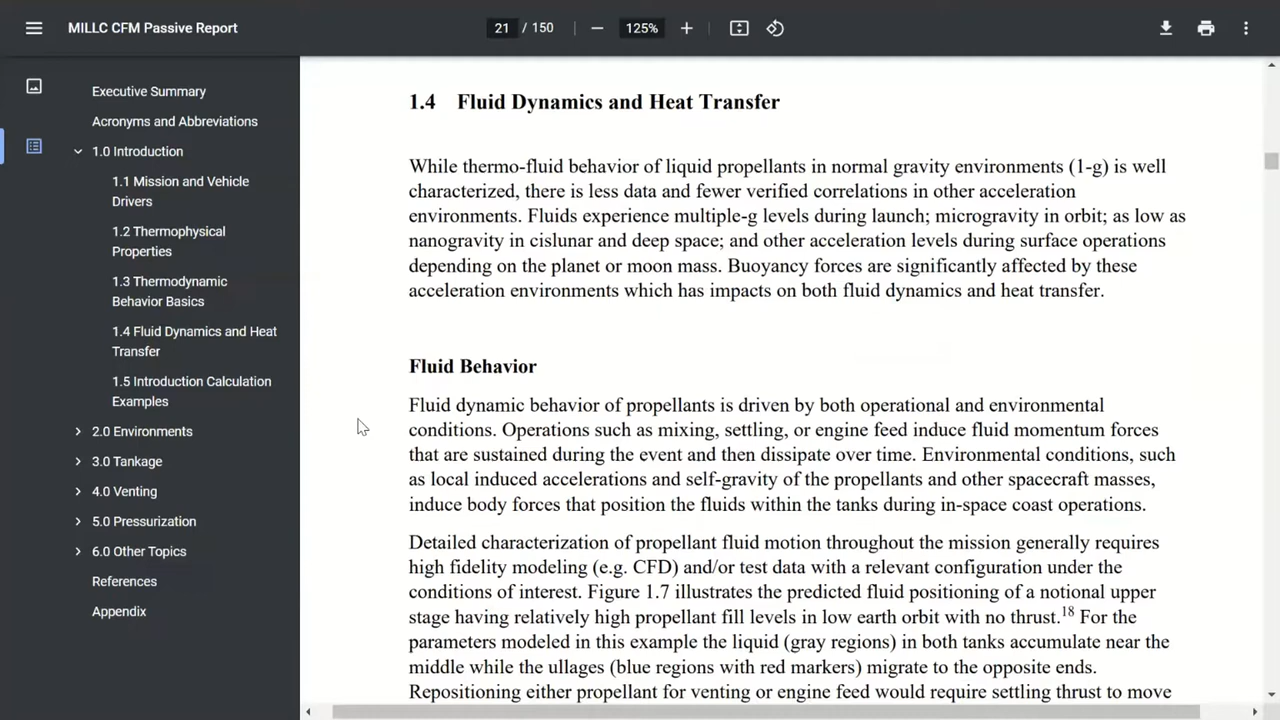 MILLC CFM Passive Report
21 / 150
125%
Executive Summary
Acronyms and Abbreviations
1.0 Introduction
1.1 Mission and Vehicle
Drivers
1.2 Thermophysical
Properties
1.3 Thermodynamic
Behavior Basics
1.4 Fluid Dynamics and Heat
Transfer
1.5 Introduction Calculation
Examples
2.0 Environments
3.0 Tankage
4.0 Venting
5.0 Pressurization
6.0 Other Topics
References
Appendix
1.4 Fluid Dynamics and Heat Transfer
While thermo-fluid behavior of liquid propellants in normal gravity environments (1-g) is well
characterized, there is less data and fewer verified correlations in other acceleration
environments. Fluids experience multiple-g levels during launch; microgravity in orbit; as low as
nanogravity in cislunar and deep space; and other acceleration levels during surface operations
depending on the planet or moon mass. Buoyancy forces are significantly affected by these
acceleration environments which has impacts on both fluid dynamics and heat transfer.
Fluid Behavior
Fluid dynamic behavior of propellants is driven by both operational and environmental
conditions. Operations such as mixing, settling, or engine feed induce fluid momentum forces
that are sustained during the event and then dissipate over time. Environmental conditions, such
as local induced accelerations and self-gravity of the propellants and other spacecraft masses,
induce body forces that position the fluids within the tanks during in-space coast operations.
Detailed characterization of propellant fluid motion throughout the mission generally requires
high fidelity modeling (e.g. CFD) and/or test data with a relevant configuration under the
conditions of interest. Figure 1.7 illustrates the predicted fluid positioning of a notional upper
stage having relatively high propellant fill levels in low earth orbit with no thrust.18 For the
parameters modeled in this example the liquid (gray regions) in both tanks accumulate near the
middle while the ullages (blue regions with red markers) migrate to the opposite ends.
Repositioning either propellant for venting or engine feed would require settling thrust to move